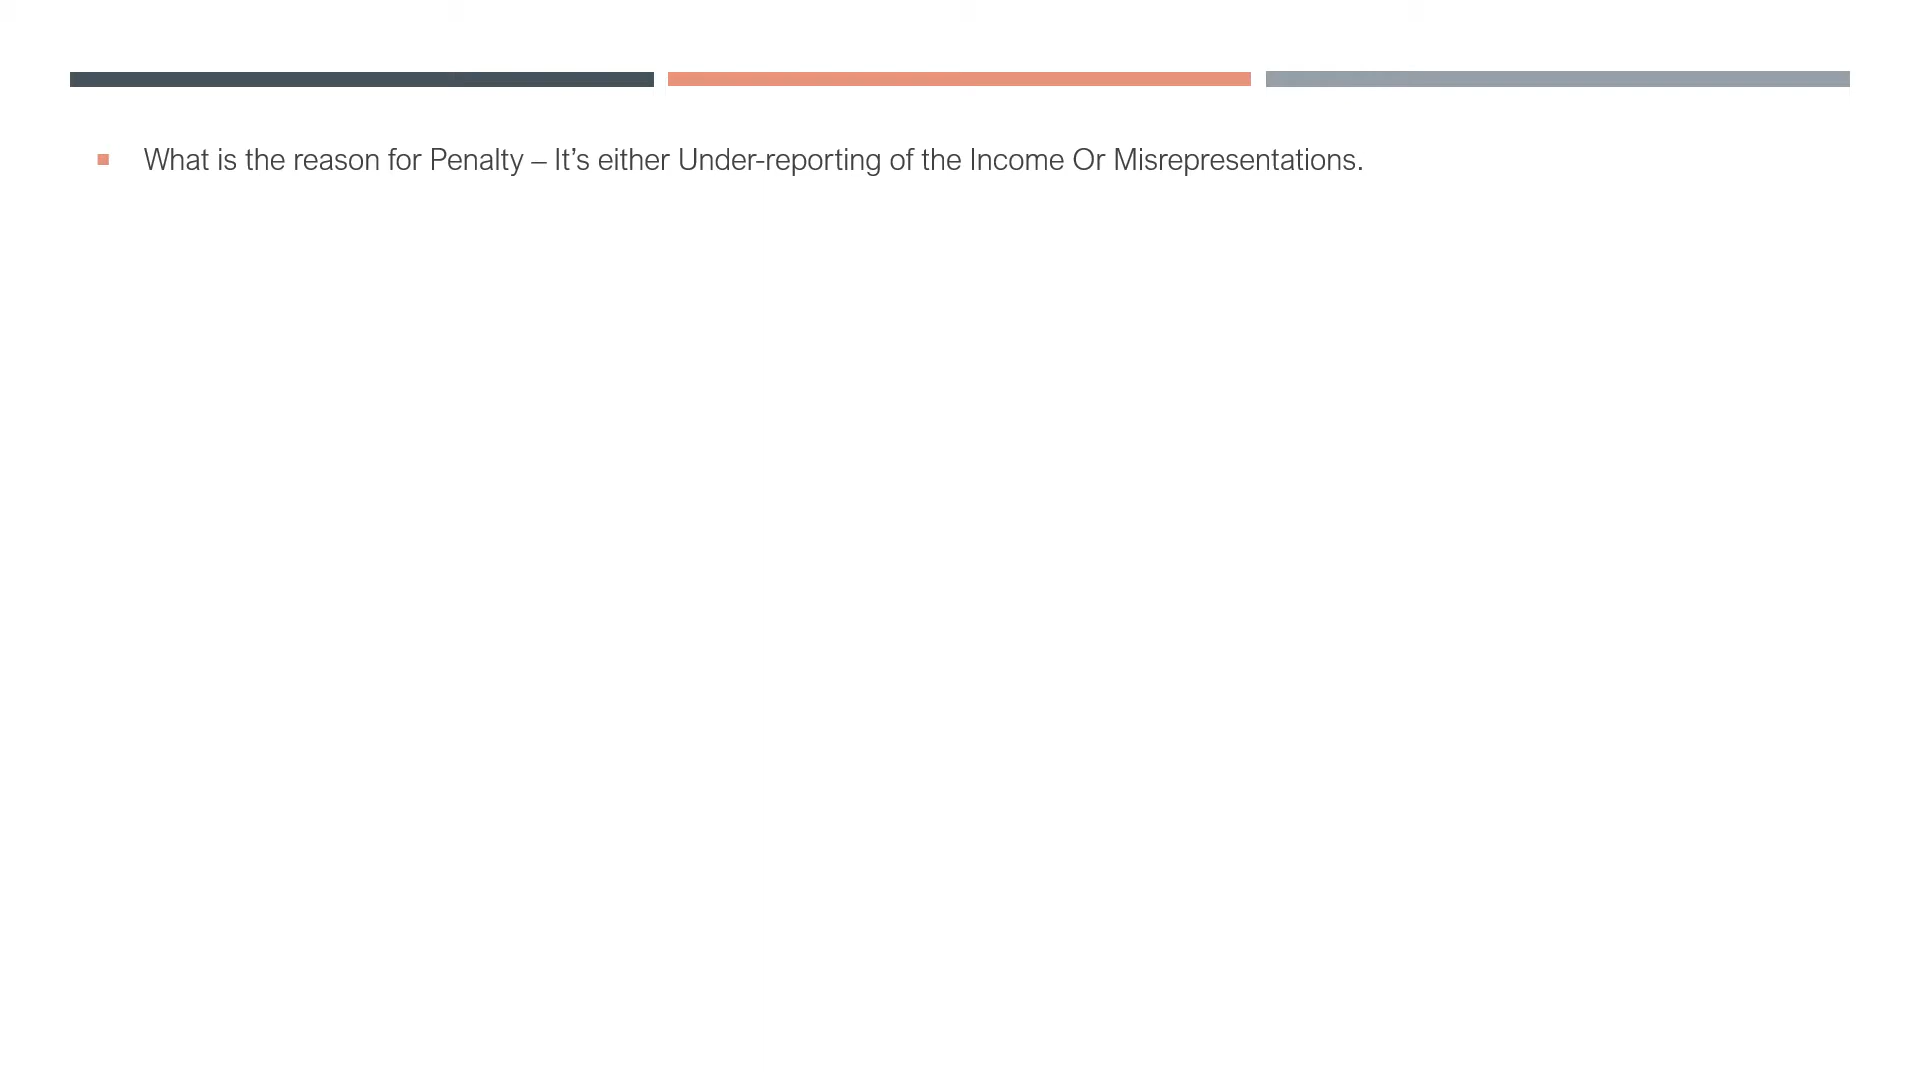 What is the reason for Penalty – It’s either Under-reporting of the Income Or Misrepresentations.